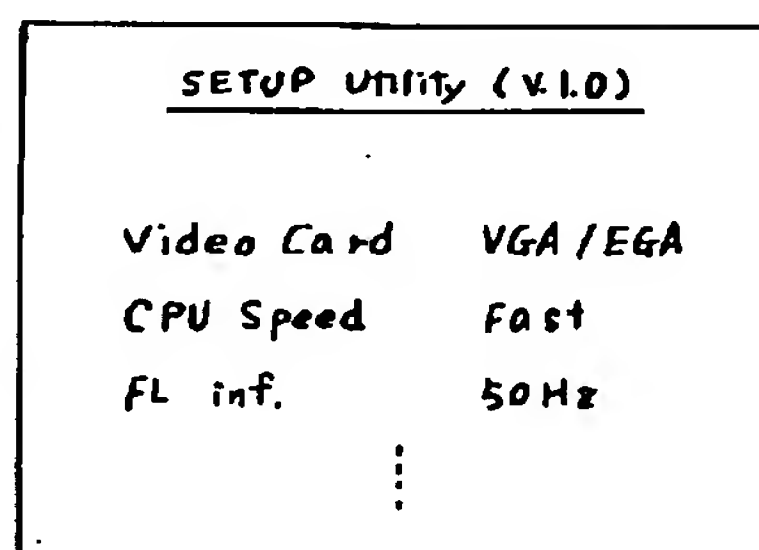 SETUP Utility (V.1.0)
Video Card VGA/EGA
CPU Speed Fast
FL inf. 50Hz